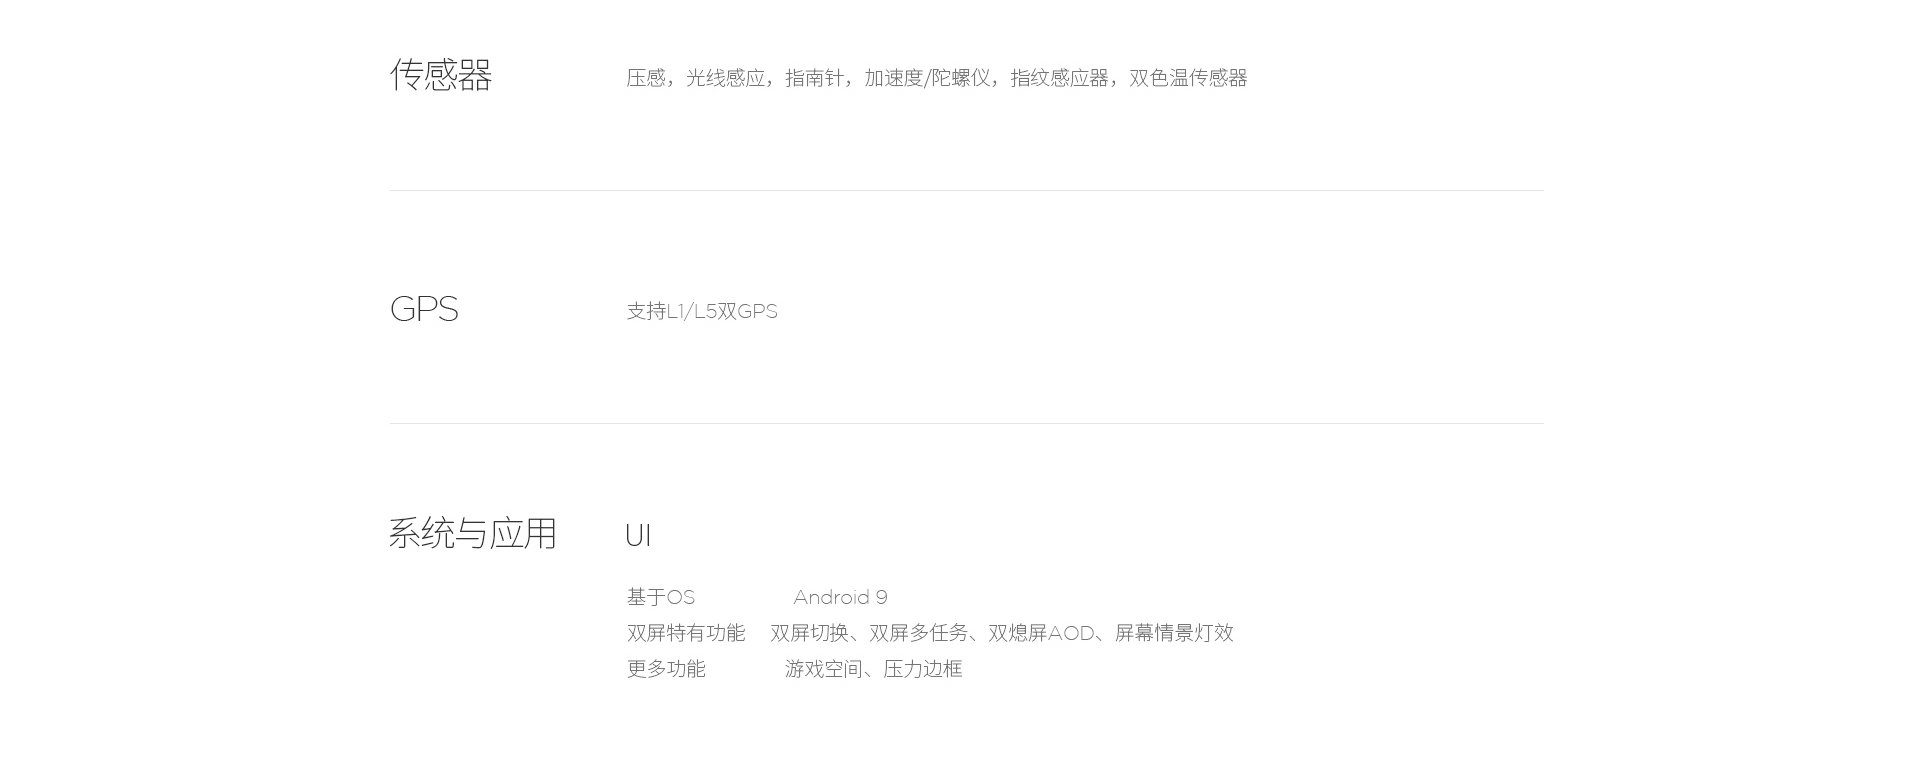 传感器 压感，光线感应，指南针，加速度/陀螺仪，指纹感应器，双色温传感器
GPS 支持L1/L5双GPS
系统与应用 UI
基于OS Android 9
双屏特有功能 双屏切换、双屏多任务、双熄屏AOD、屏幕情景灯效
更多功能 游戏空间、压力边框